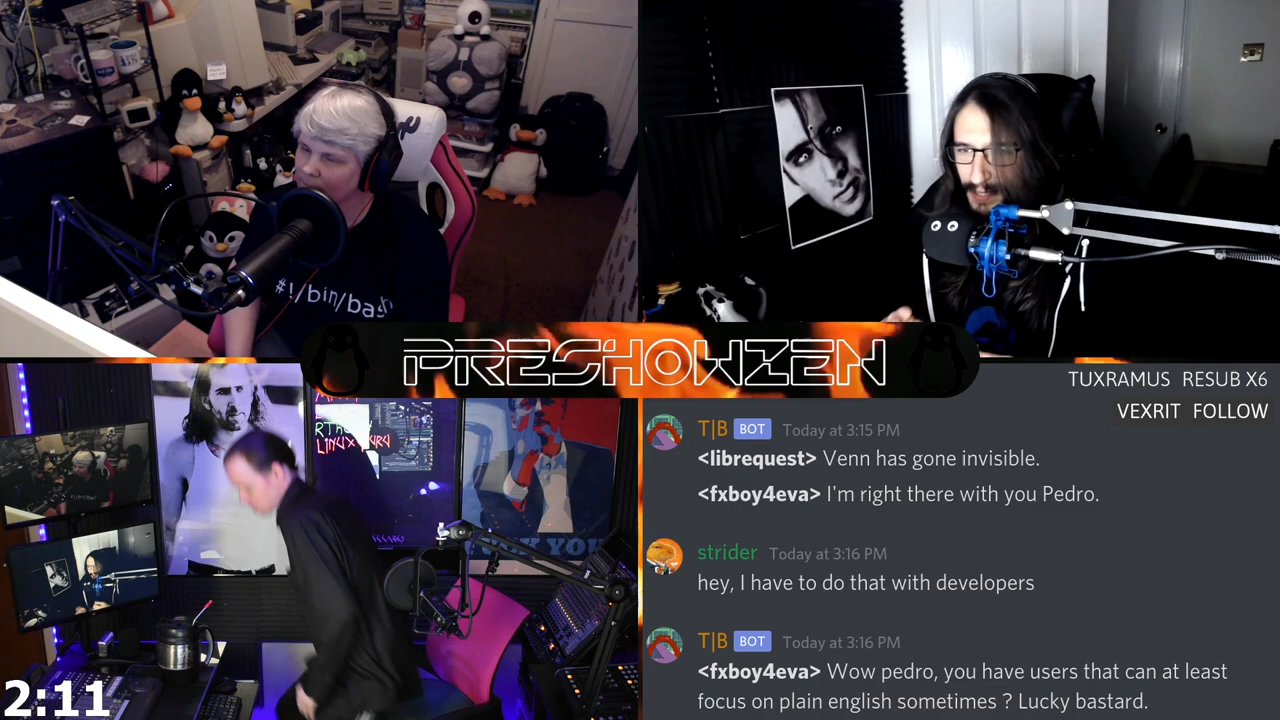 #!/bin/bash
PRESHOWZEN
TUXRAMUS RESUB X6
VEXRIT FOLLOW
T|B BOT Today at 3:15 PM
<librequest> Venn has gone invisible.
<fxboy4eva> I'm right there with you Pedro.
strider Today at 3:16 PM
hey, I have to do that with developers
T|B BOT Today at 3:16 PM
<fxboy4eva> Wow pedro, you have users that can at least
focus on plain english sometimes ? Lucky bastard.
YOU
2:11